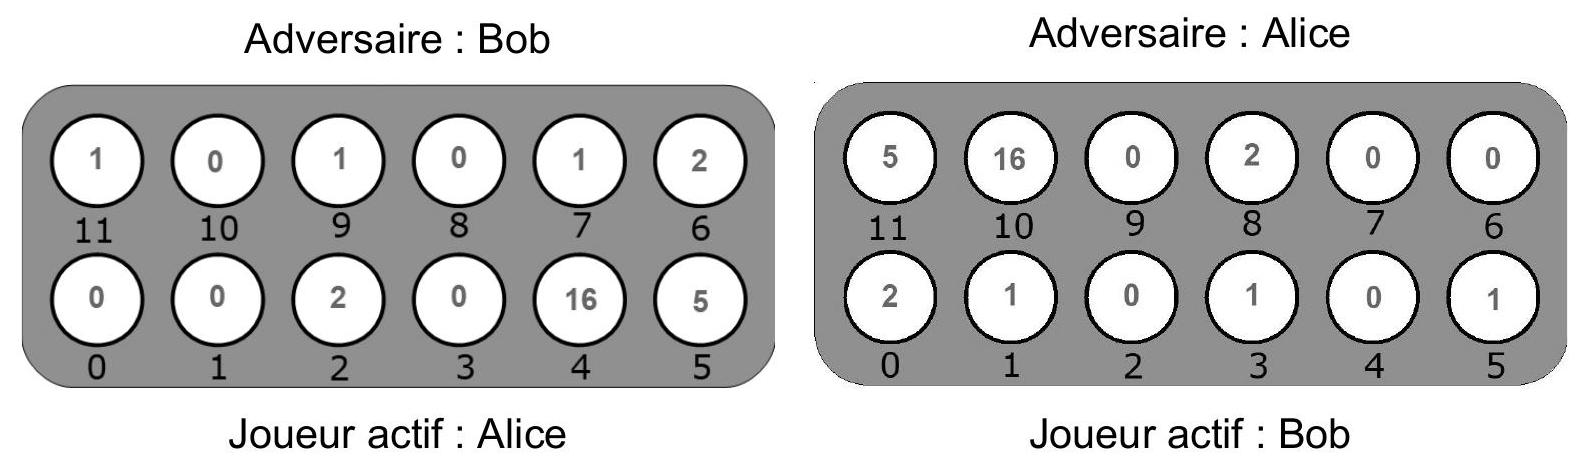 Adversaire : Bob
1 0 1 0 1 2
11 10 9 8 7 6
0 0 2 0 16 5
0 1 2 3 4 5
Joueur actif : Alice
Adversaire : Alice
5 16 0 2 0 0
11 10 9 8 7 6
2 1 0 1 0 1
0 1 2 3 4 5
Joueur actif : Bob